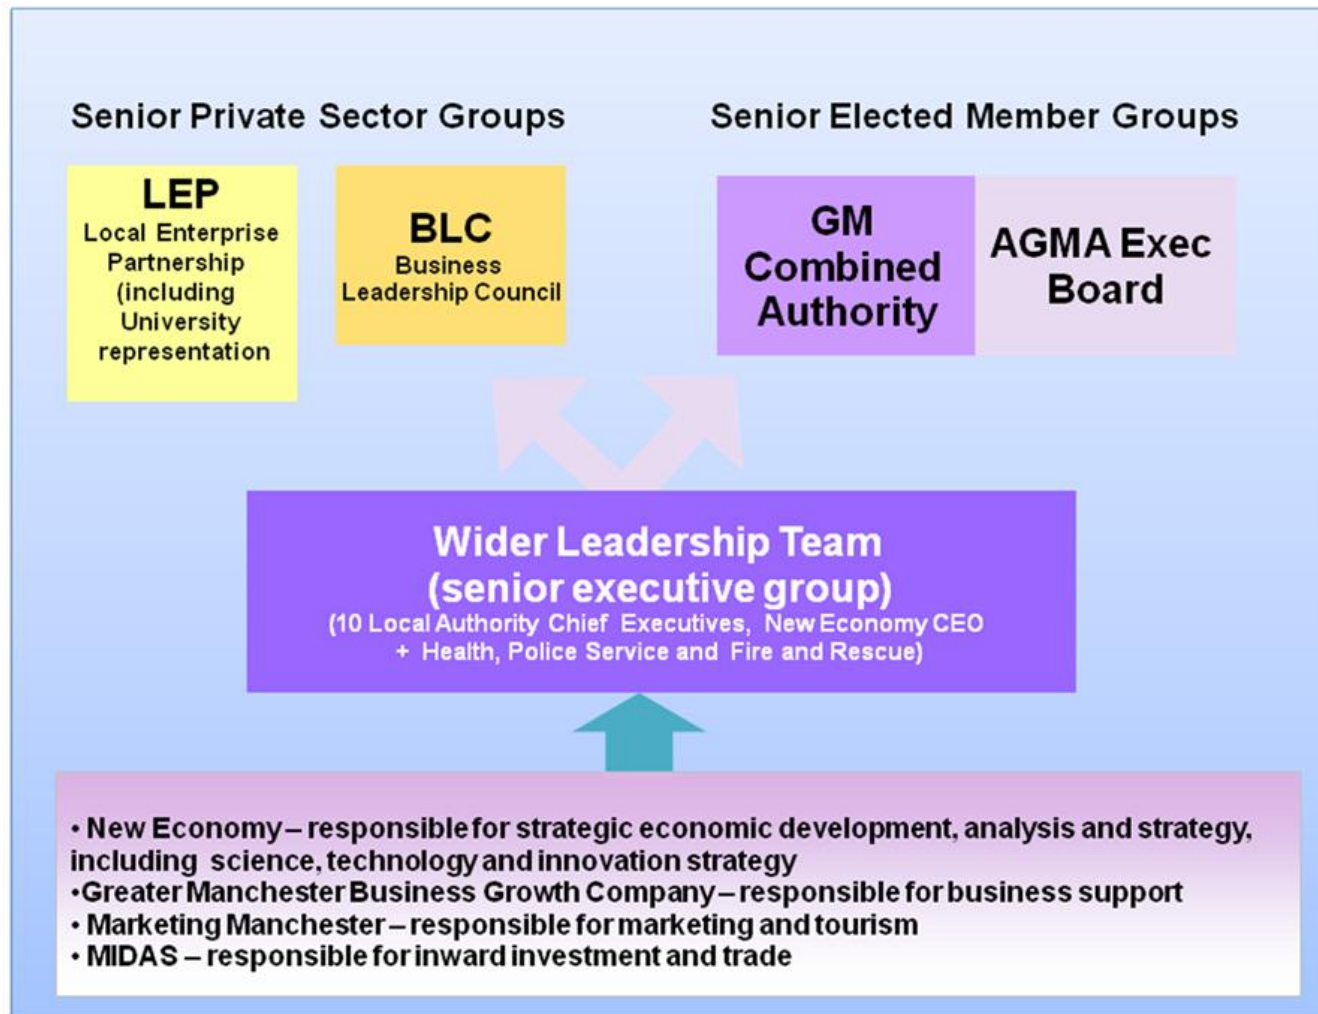 Senior Private Sector Groups
Senior Elected Member Groups
LEP
Local Enterprise
Partnership
(including
University
representation
BLC
Business
Leadership Council
GM
Combined
Authority
AGMA Exec
Board
Wider Leadership Team
(senior executive group)
(10 Local Authority Chief Executives, New Economy CEO
+ Health, Police Service and Fire and Rescue)
• New Economy – responsible for strategic economic development, analysis and strategy,
including science, technology and innovation strategy
•Greater Manchester Business Growth Company – responsible for business support
• Marketing Manchester – responsible for marketing and tourism
• MIDAS – responsible for inward investment and trade